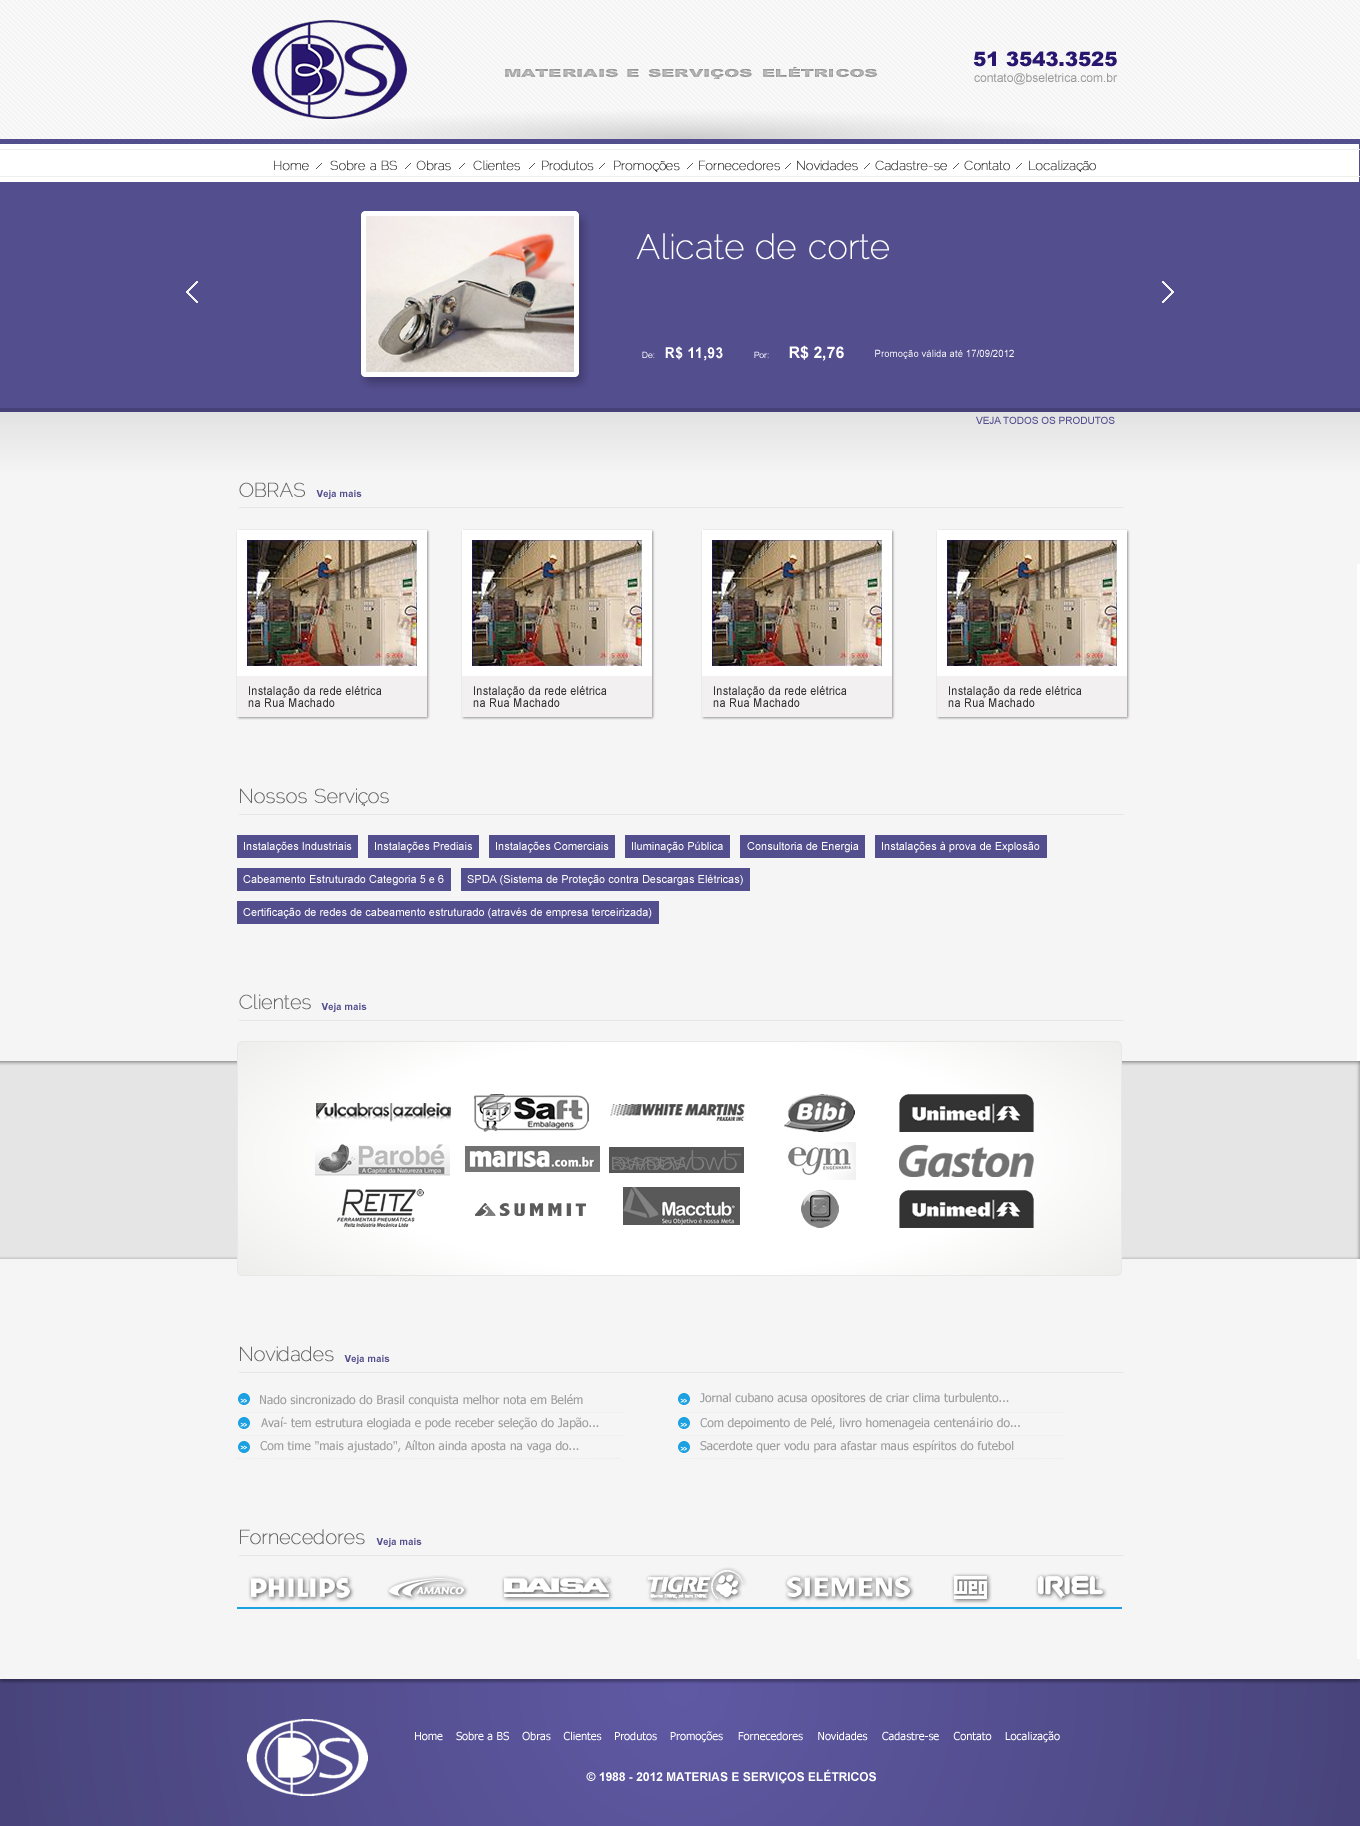 BS
MATERIAIS E SERVIÇOS ELÉTRICOS
51 3543.3525
contato@bseletrica.com.br
Home / Sobre a BS / Obras / Clientes / Produtos / Promoções / Fornecedores / Novidades / Cadastre-se / Contato / Localização
Alicate de corte
De: R$ 11,93 Por: R$ 2,76 Promoção válida até 17/09/2012
VEJA TODOS OS PRODUTOS
OBRAS Veja mais
Instalação da rede elétrica
na Rua Machado
Instalação da rede elétrica
na Rua Machado
Instalação da rede elétrica
na Rua Machado
Instalação da rede elétrica
na Rua Machado
Nossos Serviços
Instalações Industriais Instalações Prediais Instalações Comerciais Iluminação Pública Consultoria de Energia Instalações à prova de Explosão
Cabeamento Estruturado Categoria 5 e 6 SPDA (Sistema de Proteção contra Descargas Elétricas)
Certificação de redes de cabeamento estruturado (através de empresa terceirizada)
Clientes Veja mais
Vulcabras|azaleia Saft Embalagens WHITE MARTINS PRAXAIR INC Bibi Unimed
Parobé A Capital da Natureza Limpa marisa.com.br bwb egm ENGENHARIA Gaston
REITZ® FERRAMENTAS PNEUMÁTICAS Reitz Indústria Mecânica Ltda SUMMIT Macctub Seu Objetivo é nossa Meta Unimed
Novidades Veja mais
Nado sincronizado do Brasil conquista melhor nota em Belém
Avaí- tem estrutura elogiada e pode receber seleção do Japão...
Com time "mais ajustado", Aílton ainda aposta na vaga do...
Jornal cubano acusa opositores de criar clima turbulento...
Com depoimento de Pelé, livro homenageia centenáirio do...
Sacerdote quer vodu para afastar maus espíritos do futebol
Fornecedores Veja mais
PHILIPS AMANCO DAISA TIGRE SIEMENS WEG IRIEL
BS
Home Sobre a BS Obras Clientes Produtos Promoções Fornecedores Novidades Cadastre-se Contato Localização
© 1988 - 2012 MATERIAS E SERVIÇOS ELÉTRICOS